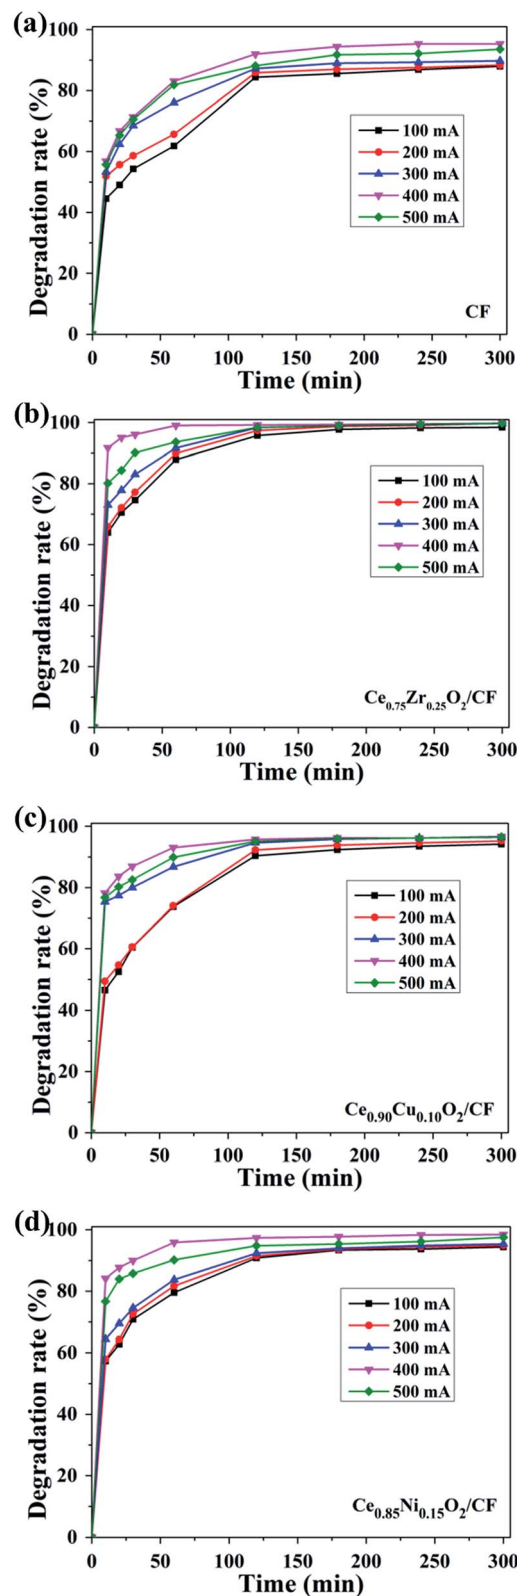 (a)
100
80
60
40
20
0
Degradation rate (%)
100 mA
200 mA
300 mA
400 mA
500 mA
CF
0 50 100 150 200 250 300
Time (min)
(b)
100
80
60
40
20
0
Degradation rate (%)
100 mA
200 mA
300 mA
400 mA
500 mA
Ce₀.₇₅Zr₀.₂₅O₂/CF
0 50 100 150 200 250 300
Time (min)
(c)
100
80
60
40
20
0
Degradation rate (%)
100 mA
200 mA
300 mA
400 mA
500 mA
Ce₀.₉₀Cu₀.₁₀O₂/CF
0 50 100 150 200 250 300
Time (min)
(d)
100
80
60
40
20
0
Degradation rate (%)
100 mA
200 mA
300 mA
400 mA
500 mA
Ce₀.₈₅Ni₀.₁₅O₂/CF
0 50 100 150 200 250 300
Time (min)